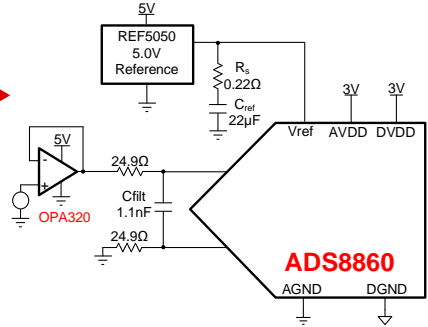 5V
REF5050
5.0V
Reference
Rs
0.22Ω
Cref
22µF
3V
3V
Vref
AVDD
DVDD
5V
-
+
OPA320
24.9Ω
Cfilt
1.1nF
24.9Ω
ADS8860
AGND
DGND